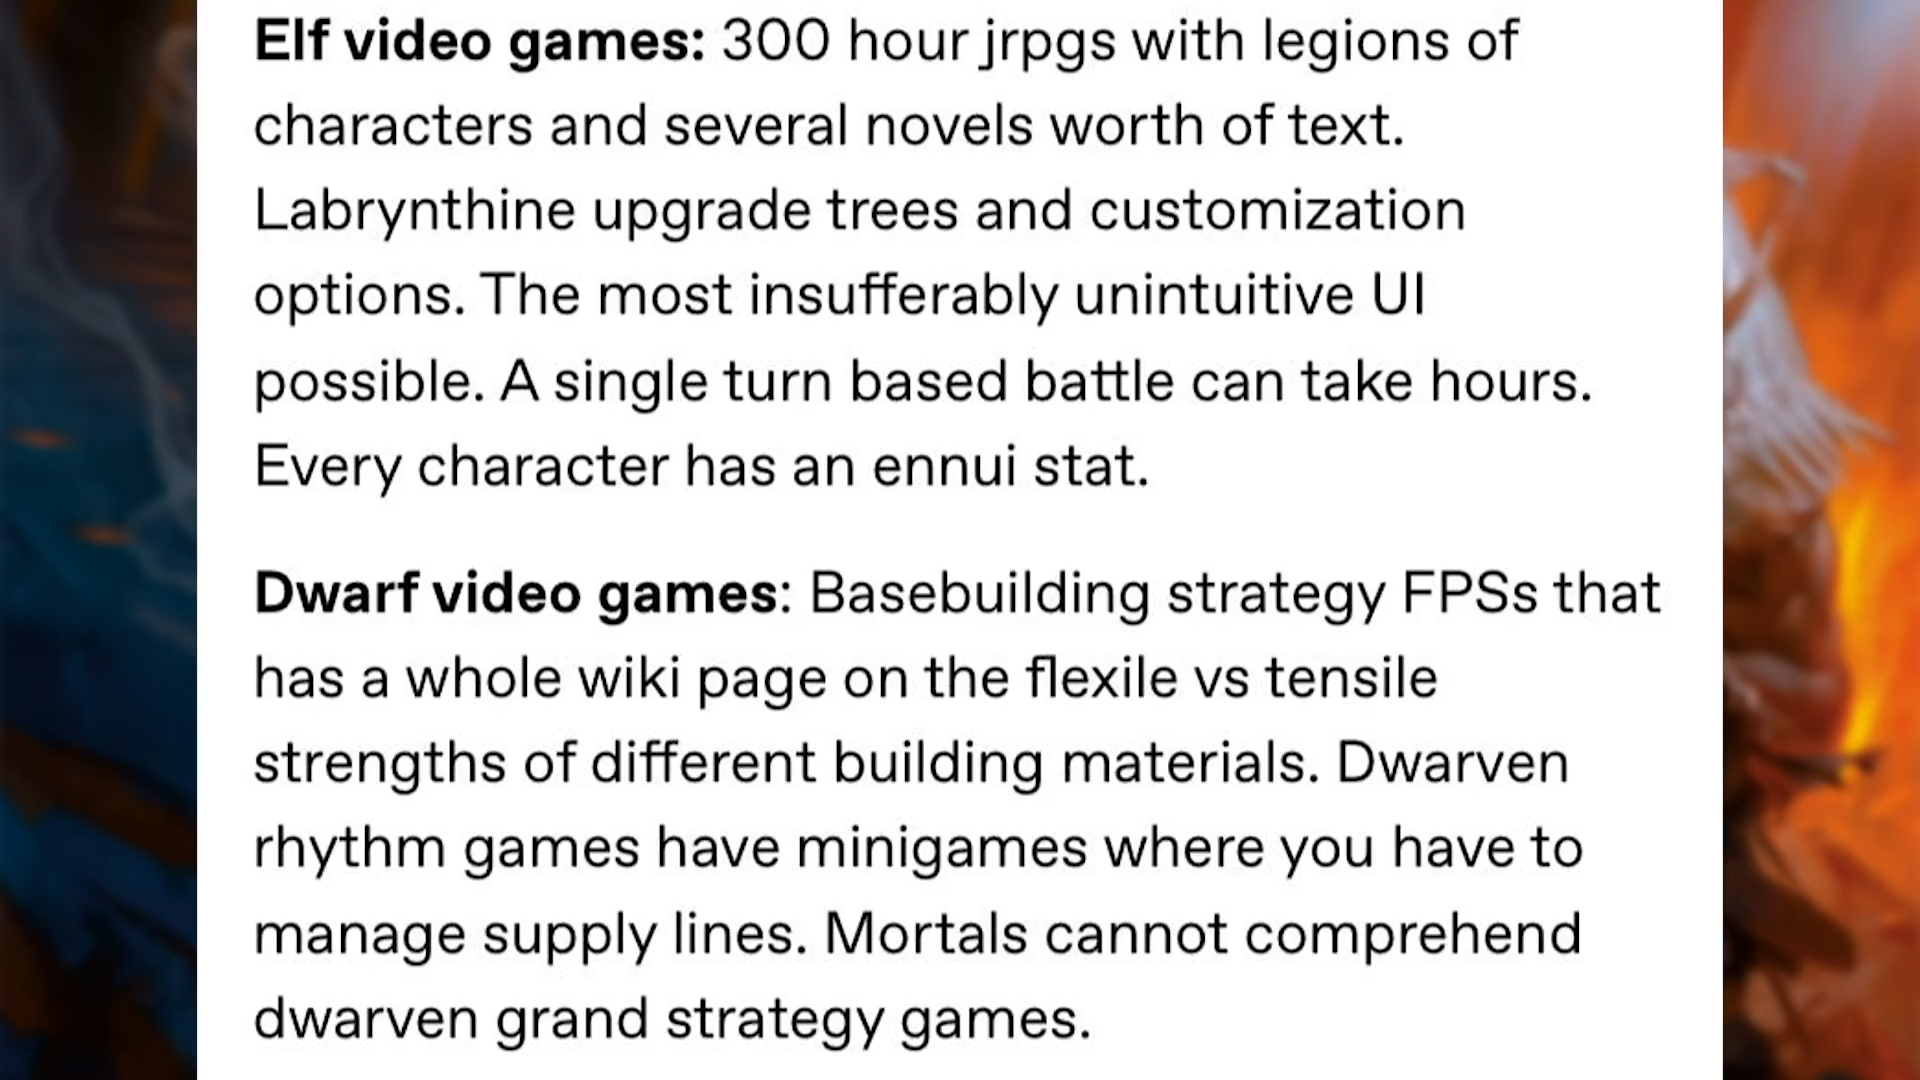 Elf video games: 300 hour jrpgs with legions of
characters and several novels worth of text.
Labrynthine upgrade trees and customization
options. The most insufferably unintuitive UI
possible. A single turn based battle can take hours.
Every character has an ennui stat.
Dwarf video games: Basebuilding strategy FPSs that
has a whole wiki page on the flexile vs tensile
strengths of different building materials. Dwarven
rhythm games have minigames where you have to
manage supply lines. Mortals cannot comprehend
dwarven grand strategy games.